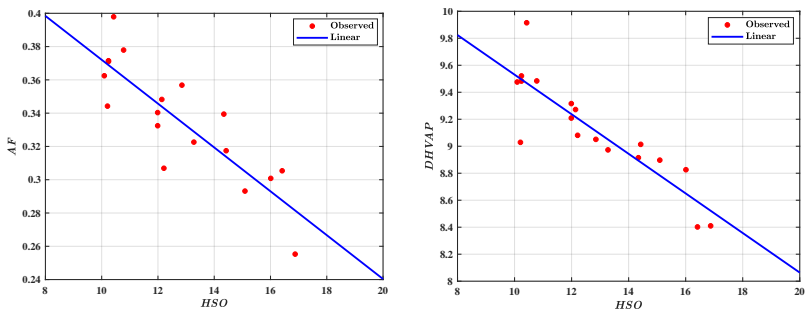 0.4
0.38
0.36
0.34
0.32
0.3
0.28
0.26
0.24
8 10 12 14 16 18 20
AF
HSO
Observed
Linear
10
9.8
9.6
9.4
9.2
9
8.8
8.6
8.4
8.2
8
8 10 12 14 16 18 20
DHVAP
HSO
Observed
Linear